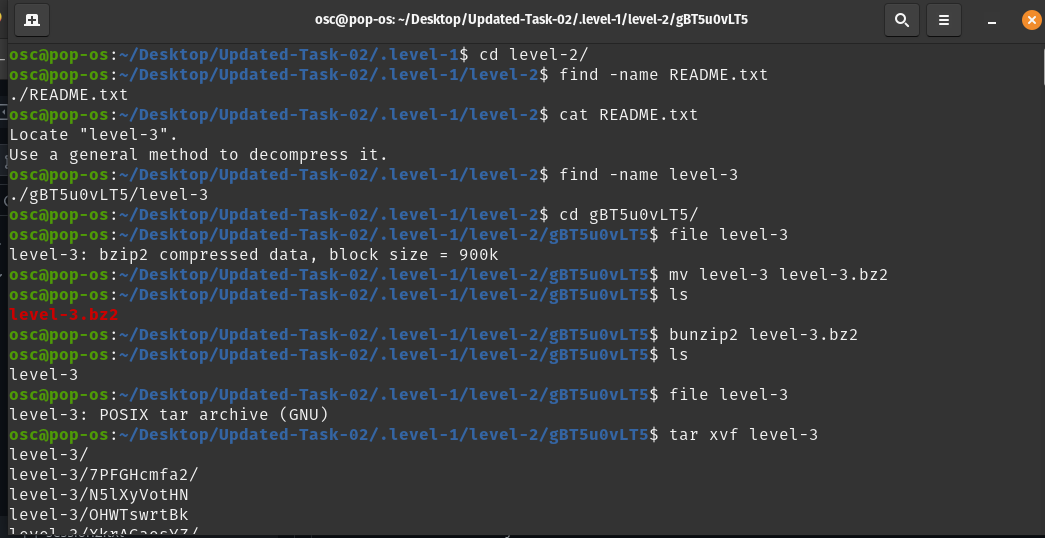 osc@pop-os: ~/Desktop/Updated-Task-02/.level-1/level-2/gBT5u0vLT5
osc@pop-os:~/Desktop/Updated-Task-02/.level-1$ cd level-2/
osc@pop-os:~/Desktop/Updated-Task-02/.level-1/level-2$ find -name README.txt
./README.txt
osc@pop-os:~/Desktop/Updated-Task-02/.level-1/level-2$ cat README.txt
Locate "level-3".
Use a general method to decompress it.
osc@pop-os:~/Desktop/Updated-Task-02/.level-1/level-2$ find -name level-3
./gBT5u0vLT5/level-3
osc@pop-os:~/Desktop/Updated-Task-02/.level-1/level-2$ cd gBT5u0vLT5/
osc@pop-os:~/Desktop/Updated-Task-02/.level-1/level-2/gBT5u0vLT5$ file level-3
level-3: bzip2 compressed data, block size = 900k
osc@pop-os:~/Desktop/Updated-Task-02/.level-1/level-2/gBT5u0vLT5$ mv level-3 level-3.bz2
osc@pop-os:~/Desktop/Updated-Task-02/.level-1/level-2/gBT5u0vLT5$ ls
level-3.bz2
osc@pop-os:~/Desktop/Updated-Task-02/.level-1/level-2/gBT5u0vLT5$ bunzip2 level-3.bz2
osc@pop-os:~/Desktop/Updated-Task-02/.level-1/level-2/gBT5u0vLT5$ ls
level-3
osc@pop-os:~/Desktop/Updated-Task-02/.level-1/level-2/gBT5u0vLT5$ file level-3
level-3: POSIX tar archive (GNU)
osc@pop-os:~/Desktop/Updated-Task-02/.level-1/level-2/gBT5u0vLT5$ tar xvf level-3
level-3/
level-3/7PFGHcmfa2/
level-3/N5lXyVotHN
level-3/OHWTswrtBk